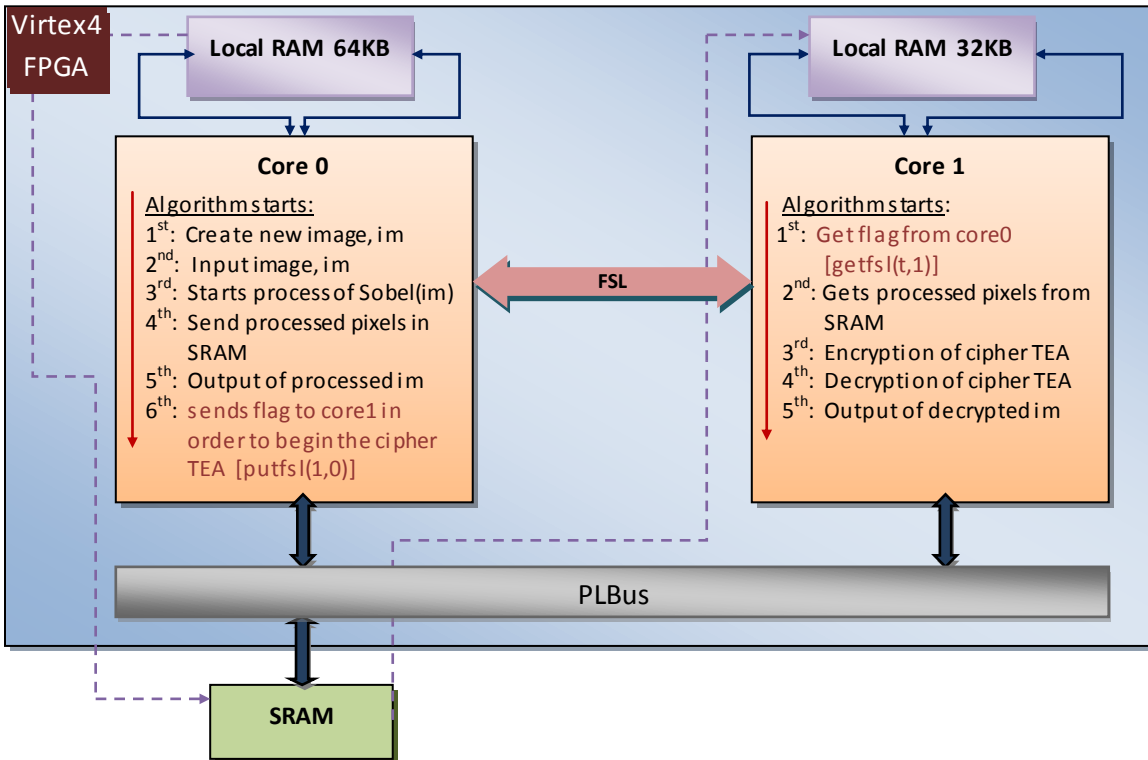 Virtex4
FPGA
Local RAM 64KB
Local RAM 32KB
Core 0
Algorithm starts:
1st: Create new image, im
2nd: Input image, im
3rd: Starts process of Sobel(im)
4th: Send processed pixels in
SRAM
5th: Output of processed im
6th: sends flag to core1 in
order to begin the cipher
TEA [putfsl(1,0)]
FSL
Core 1
Algorithm starts:
1st: Get flag from core0
[getfsl(t,1)]
2nd: Gets processed pixels from
SRAM
3rd: Encryption of cipher TEA
4th: Decryption of cipher TEA
5th: Output of decrypted im
PLBus
SRAM